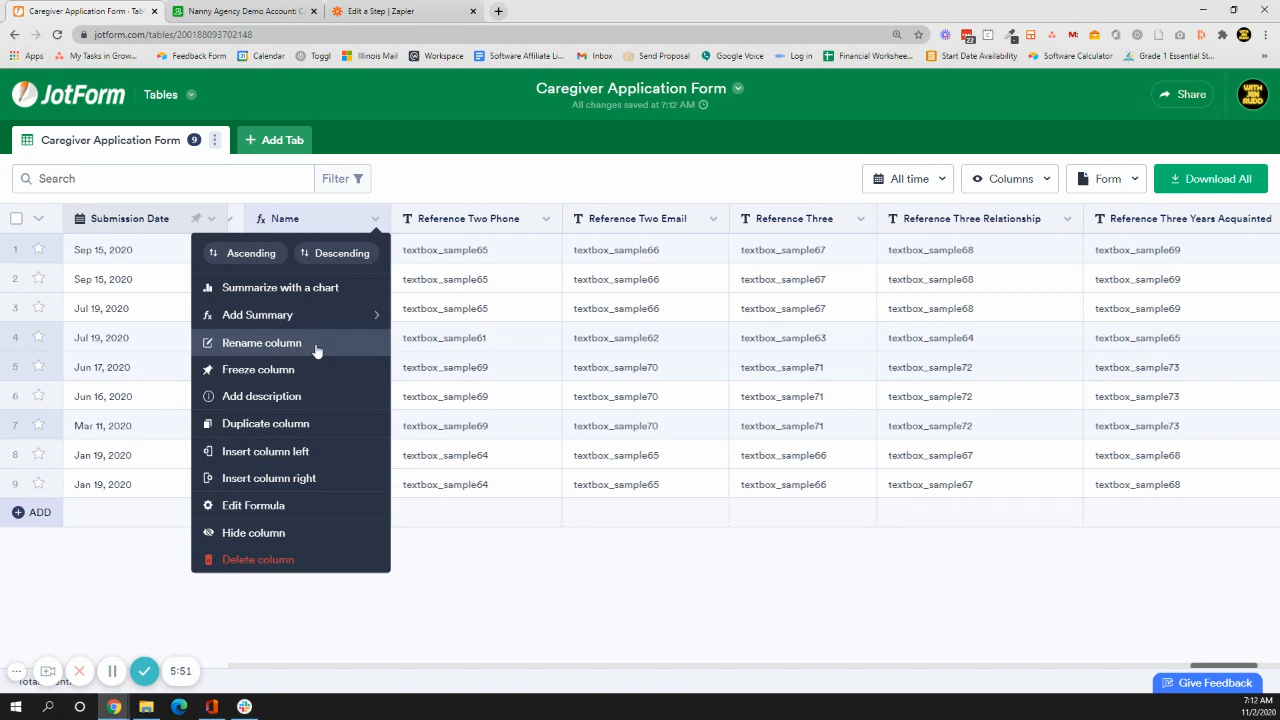 Caregiver Application Form - Tabl
Nanny Agency Demo Account: C
Edit a Step | Zapier
jotform.com/tables/200188093702148
Apps
My Tasks in Grow...
Feedback Form
Calendar
Toggl
Illinois Mail
Workspace
Software Affiliate Li...
Inbox
Send Proposal
Google Voice
Log in
Financial Worksheet...
Start Date Availability
Software Calculator
Grade 1 Essential St...
»
22
JotForm
Tables
Caregiver Application Form
All changes saved at 7:12 AM
Share
WITH JEN RUDD
Caregiver Application Form 9
+ Add Tab
Search
Filter
All time
Columns
Form
Download All
Submission Date
fx Name
T Reference Two Phone
T Reference Two Email
T Reference Three
T Reference Three Relationship
T Reference Three Years Acquainted
1 Sep 15, 2020 textbox_sample65 textbox_sample66 textbox_sample67 textbox_sample68 textbox_sample69
2 Sep 15, 2020 textbox_sample65 textbox_sample66 textbox_sample67 textbox_sample68 textbox_sample69
3 Jul 19, 2020 textbox_sample65 textbox_sample66 textbox_sample67 textbox_sample68 textbox_sample69
4 Jul 19, 2020 textbox_sample61 textbox_sample62 textbox_sample63 textbox_sample64 textbox_sample65
5 Jun 17, 2020 textbox_sample69 textbox_sample70 textbox_sample71 textbox_sample72 textbox_sample73
6 Jun 16, 2020 textbox_sample69 textbox_sample70 textbox_sample71 textbox_sample72 textbox_sample73
7 Mar 11, 2020 textbox_sample69 textbox_sample70 textbox_sample71 textbox_sample72 textbox_sample73
8 Jan 19, 2020 textbox_sample64 textbox_sample65 textbox_sample66 textbox_sample67 textbox_sample68
9 Jan 19, 2020 textbox_sample64 textbox_sample65 textbox_sample66 textbox_sample67 textbox_sample68
ADD
Ascending
Descending
Summarize with a chart
fx Add Summary
Rename column
Freeze column
Add description
Duplicate column
Insert column left
Insert column right
Edit Formula
Hide column
Delete column
5:51
Give Feedback
7:12 AM
11/2/2020